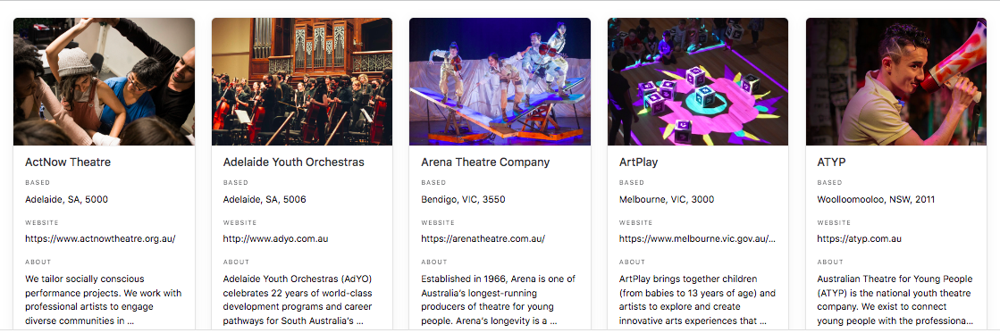 ActNow Theatre
BASED
Adelaide, SA, 5000
WEBSITE
https://www.actnowtheatre.org.au/
ABOUT
We tailor socially conscious
performance projects. We work with
professional artists to engage
diverse communities in ...
Adelaide Youth Orchestras
BASED
Adelaide, SA, 5006
WEBSITE
http://www.adyo.com.au
ABOUT
Adelaide Youth Orchestras (AdYO)
celebrates 22 years of world-class
development programs and career
pathways for South Australia's ...
Arena Theatre Company
BASED
Bendigo, VIC, 3550
WEBSITE
https://arenatheatre.com.au/
ABOUT
Established in 1966, Arena is one of
Australia's longest-running
producers of theatre for young
people. Arena's longevity is a ...
ArtPlay
BASED
Melbourne, VIC, 3000
WEBSITE
https://www.melbourne.vic.gov.au/...
ABOUT
ArtPlay brings together children
(from babies to 13 years of age) and
artists to explore and create
innovative arts experiences that ...
ATYP
BASED
Woolloomooloo, NSW, 2011
WEBSITE
https://atyp.com.au
ABOUT
Australian Theatre for Young People
(ATYP) is the national youth theatre
company. We exist to connect
young people with the professiona...